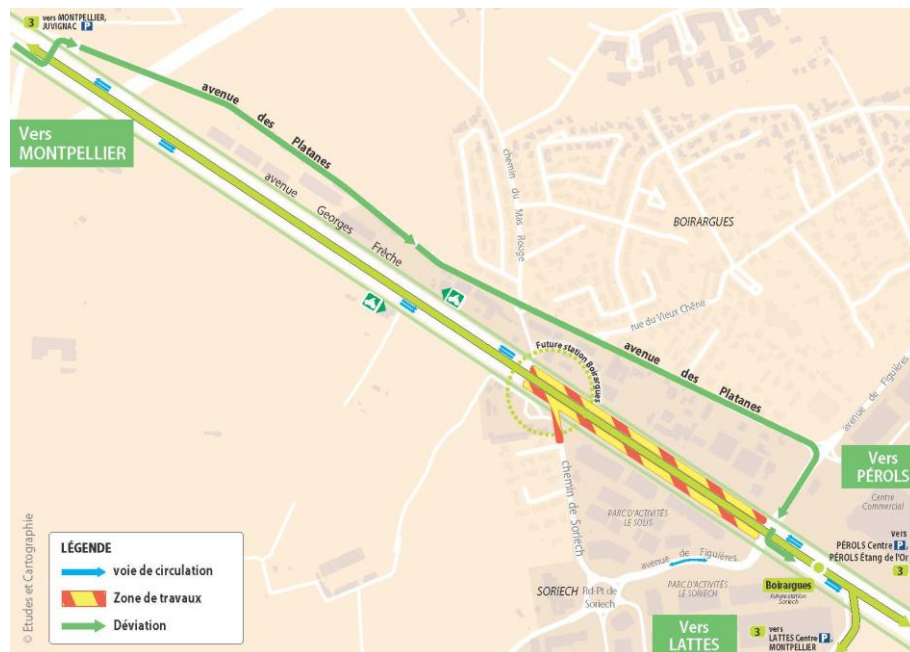 3 vers MONTPELLIER,
JUVIGNAC P
Vers
MONTPELLIER
avenue
des
Platanes
avenue
Georges
Frêche
chemin du Mas Rouge
BOIRARGUES
rue du Vieux Chêne
Future station Boirargues
avenue
des
Platanes
avenue de Figuières
Vers
PÉROLS
Centre
Commercial
vers
PÉROLS Centre P,
PÉROLS Étang de l'Or
3
chemin de Soriech
PARC D'ACTIVITÉS
LE SOLIS
avenue de Figuières
PARC D'ACTIVITÉS
LE SORIECH
SORIECH
Rd-Pt de
Soriech
Boirargues
Future station
Soriech
Vers
LATTES
3 vers
LATTES Centre P,
MONTPELLIER
LÉGENDE
voie de circulation
Zone de travaux
Déviation
© Etudes et Cartographie